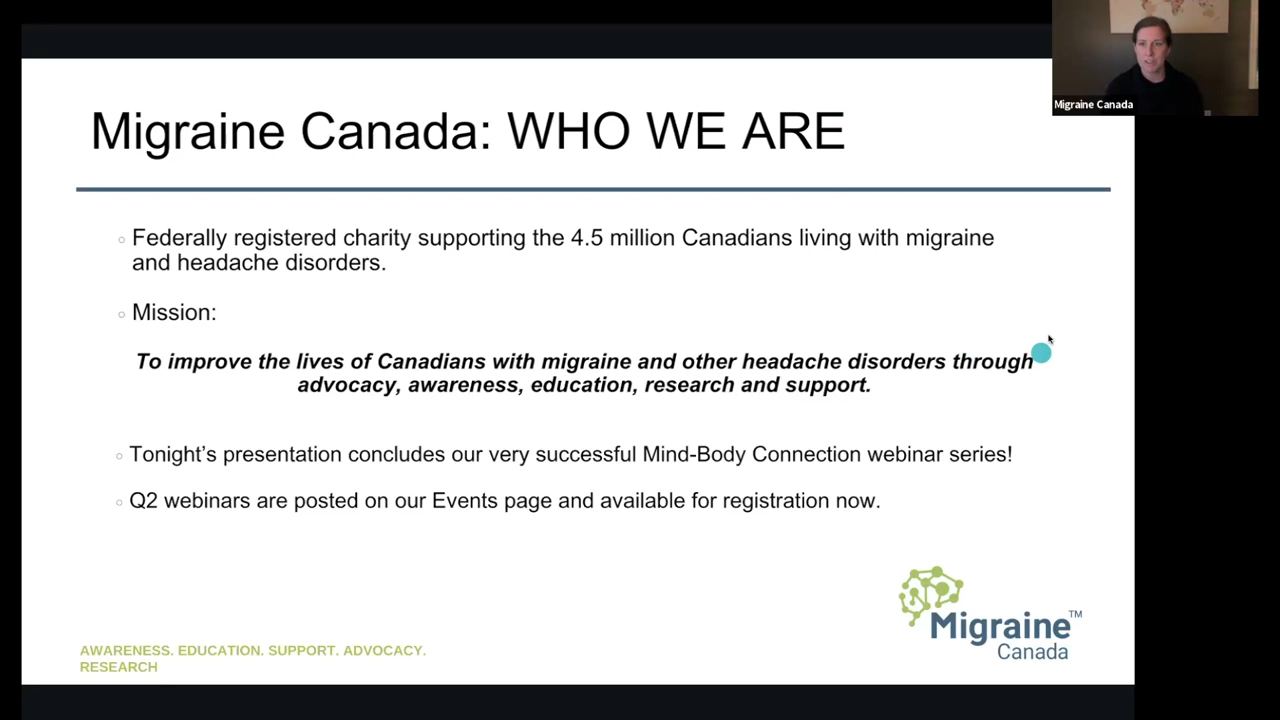 Migraine Canada
Migraine Canada: WHO WE ARE
Federally registered charity supporting the 4.5 million Canadians living with migraine
and headache disorders.
Mission:
To improve the lives of Canadians with migraine and other headache disorders through
advocacy, awareness, education, research and support.
Tonight’s presentation concludes our very successful Mind-Body Connection webinar series!
Q2 webinars are posted on our Events page and available for registration now.
Migraine™
Canada
AWARENESS. EDUCATION. SUPPORT. ADVOCACY.
RESEARCH